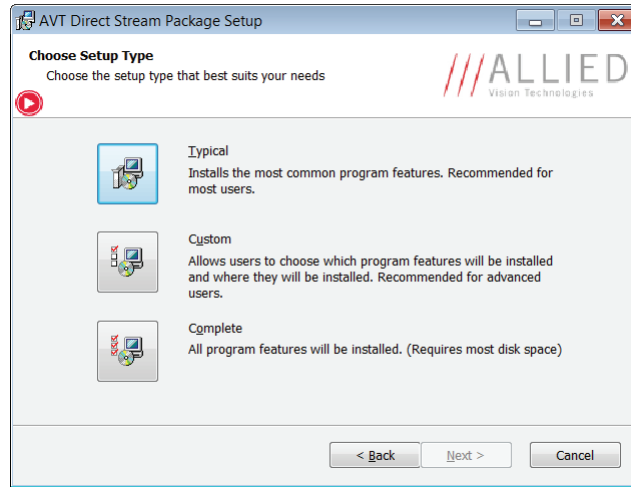 AVT Direct Stream Package Setup
Choose Setup Type
Choose the setup type that best suits your needs
ALLIED
Vision Technologies
Typical
Installs the most common program features. Recommended for
most users.
Custom
Allows users to choose which program features will be installed
and where they will be installed. Recommended for advanced
users.
Complete
All program features will be installed. (Requires most disk space)
< Back
Next >
Cancel